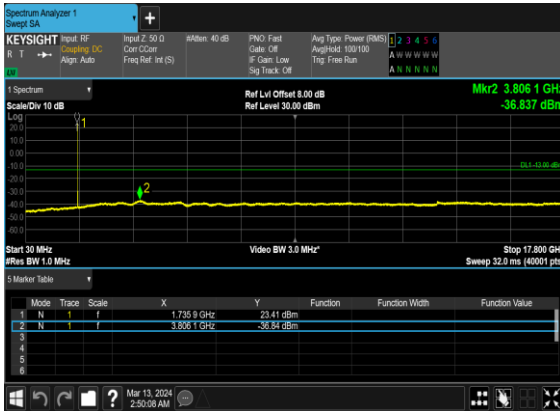 Spectrum Analyzer 1
Swept SA
KEYSIGHT Input: RF Input Z: 50 Ω #Atten: 40 dB PNO: Fast Avg Type: Power (RMS) 1 2 3 4 5 6
R T Coupling: DC Corr CCorr Gate: Off Avg|Hold: 100/100 A W W W W W
Align: Auto Freq Ref: Int (S) IF Gain: Low Trig: Free Run
Sig Track: Off A N N N N N
1 Spectrum
Ref Lvl Offset 8.00 dB Mkr2 3.806 1 GHz
Scale/Div 10 dB Ref Level 30.00 dBm -36.837 dBm
Log
1
20.0
10.0
0.00
-10.0
DL1 -13.00 dBm
-20.0
-30.0
2
-40.0
-50.0
-60.0
Start 30 MHz Video BW 3.0 MHz* Stop 17.800 GHz
#Res BW 1.0 MHz Sweep 32.0 ms (40001 pts)
5 Marker Table
Mode Trace Scale X Y Function Function Width Function Value
1 N 1 f 1.735 9 GHz 23.41 dBm
2 N 1 f 3.806 1 GHz -36.84 dBm
3
4
5
6
? Mar 13, 2024
2:50:08 AM